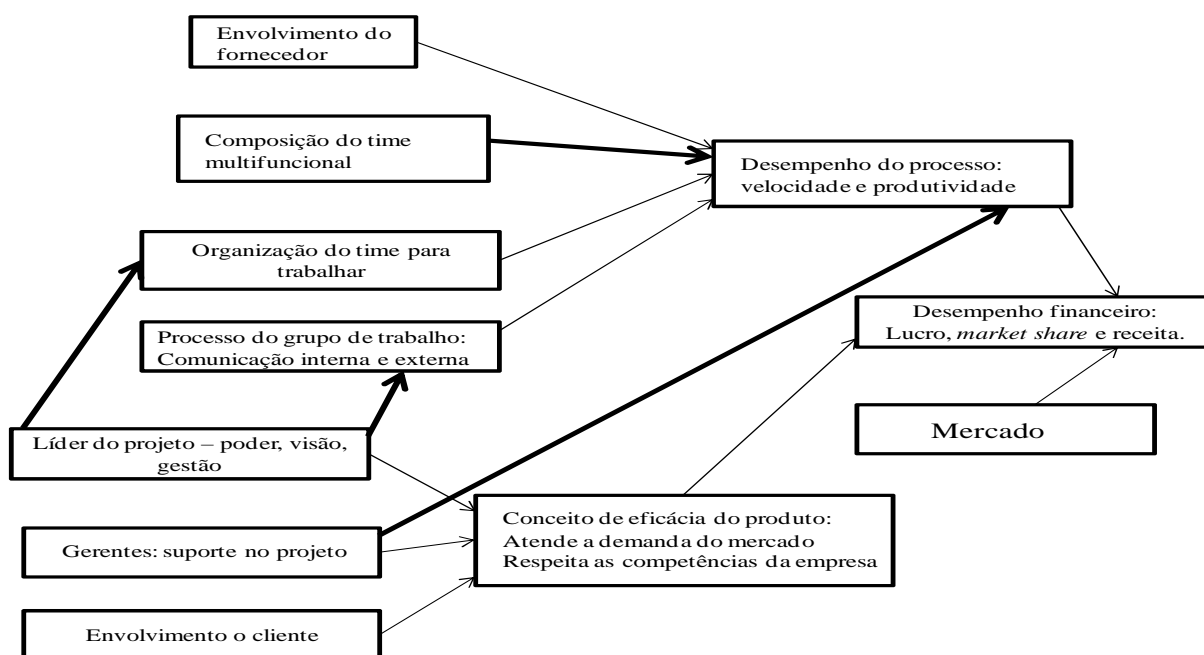 Envolvimento do
fornecedor
Composição do time
multifuncional
Desempenho do processo:
velocidade e produtividade
Organização do time para
trabalhar
Desempenho financeiro:
Lucro, market share e receita.
Processo do grupo de trabalho:
Comunicação interna e externa
Mercado
Líder do projeto – poder, visão,
gestão
Conceito de eficácia do produto:
Atende a demanda do mercado
Respeita as competências da empresa
Gerentes: suporte no projeto
Envolvimento o cliente